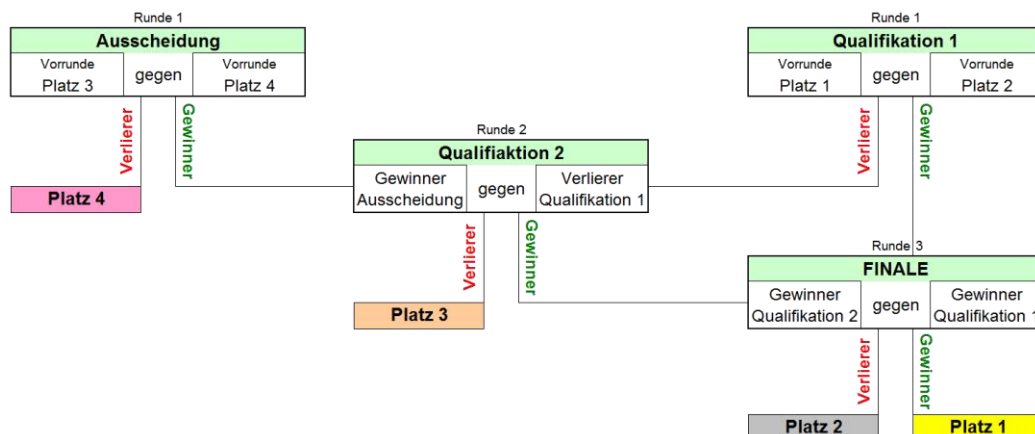 Runde 1
Ausscheidung
Vorrunde
Platz 3
gegen
Vorrunde
Platz 4
Verlierer
Gewinner
Platz 4
Runde 1
Qualifikation 1
Vorrunde
Platz 1
gegen
Vorrunde
Platz 2
Verlierer
Gewinner
Runde 2
Qualifiaktion 2
Gewinner
Ausscheidung
gegen
Verlierer
Qualifikation 1
Verlierer
Gewinner
Platz 3
Runde 3
FINALE
Gewinner
Qualifikation 2
gegen
Gewinner
Qualifikation 1
Verlierer
Gewinner
Platz 2
Platz 1